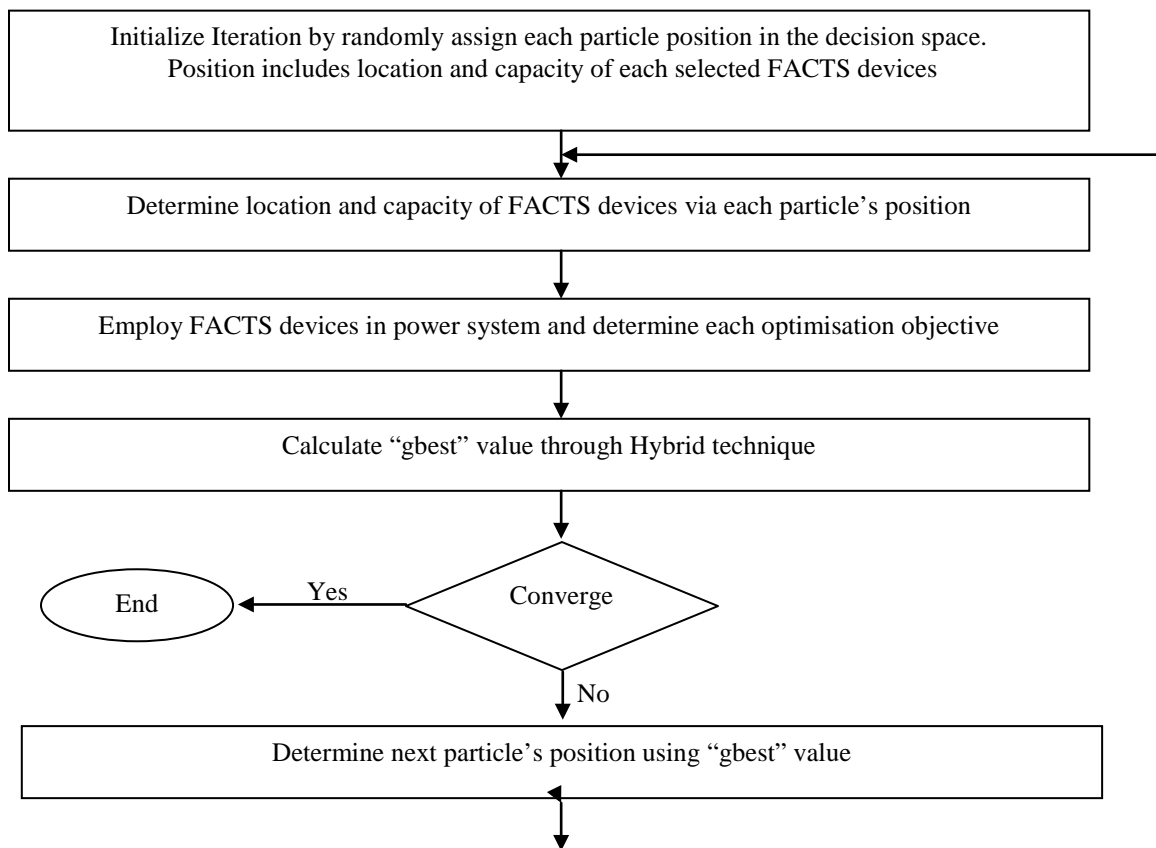 Initialize Iteration by randomly assign each particle position in the decision space.
Position includes location and capacity of each selected FACTS devices
Determine location and capacity of FACTS devices via each particle’s position
Employ FACTS devices in power system and determine each optimisation objective
Calculate “gbest” value through Hybrid technique
Converge
Yes
End
No
Determine next particle’s position using “gbest” value